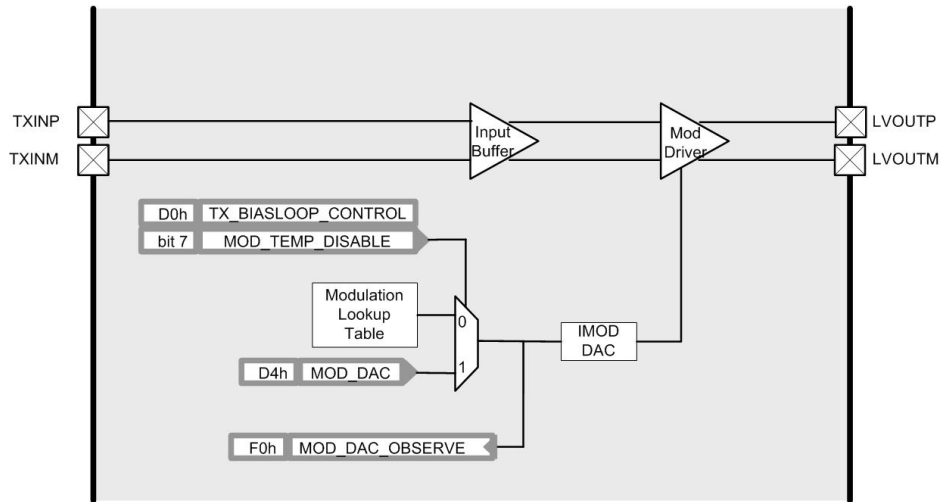 TXINP
Input
Buffer
Mod
Driver
LVOUTP
TXINM
LVOUTM
D0h TX_BIASLOOP_CONTROL
bit 7 MOD_TEMP_DISABLE
Modulation
Lookup
Table
0
1
IMOD
DAC
D4h MOD_DAC
F0h MOD_DAC_OBSERVE